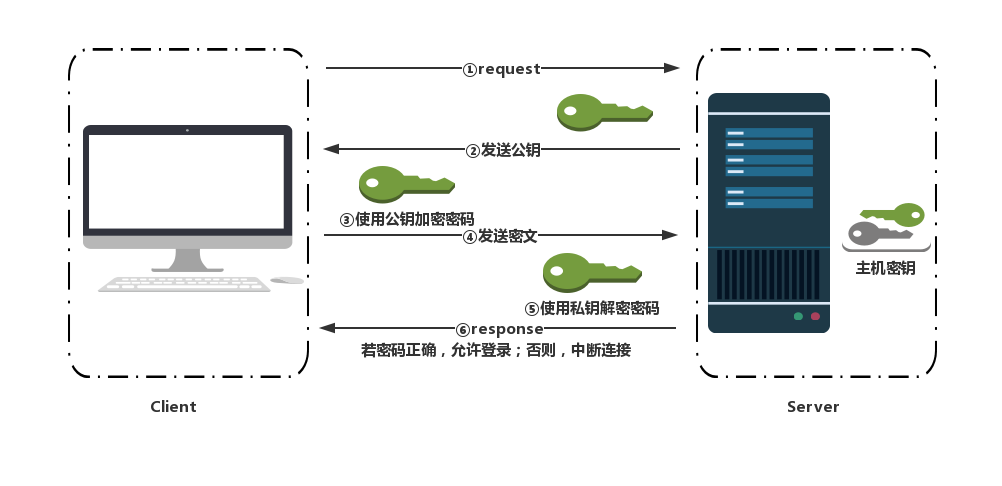 ①request
②发送公钥
③使用公钥加密密码
④发送密文
主机密钥
⑤使用私钥解密密码
⑥response
若密码正确，允许登录；否则，中断连接
Client
Server